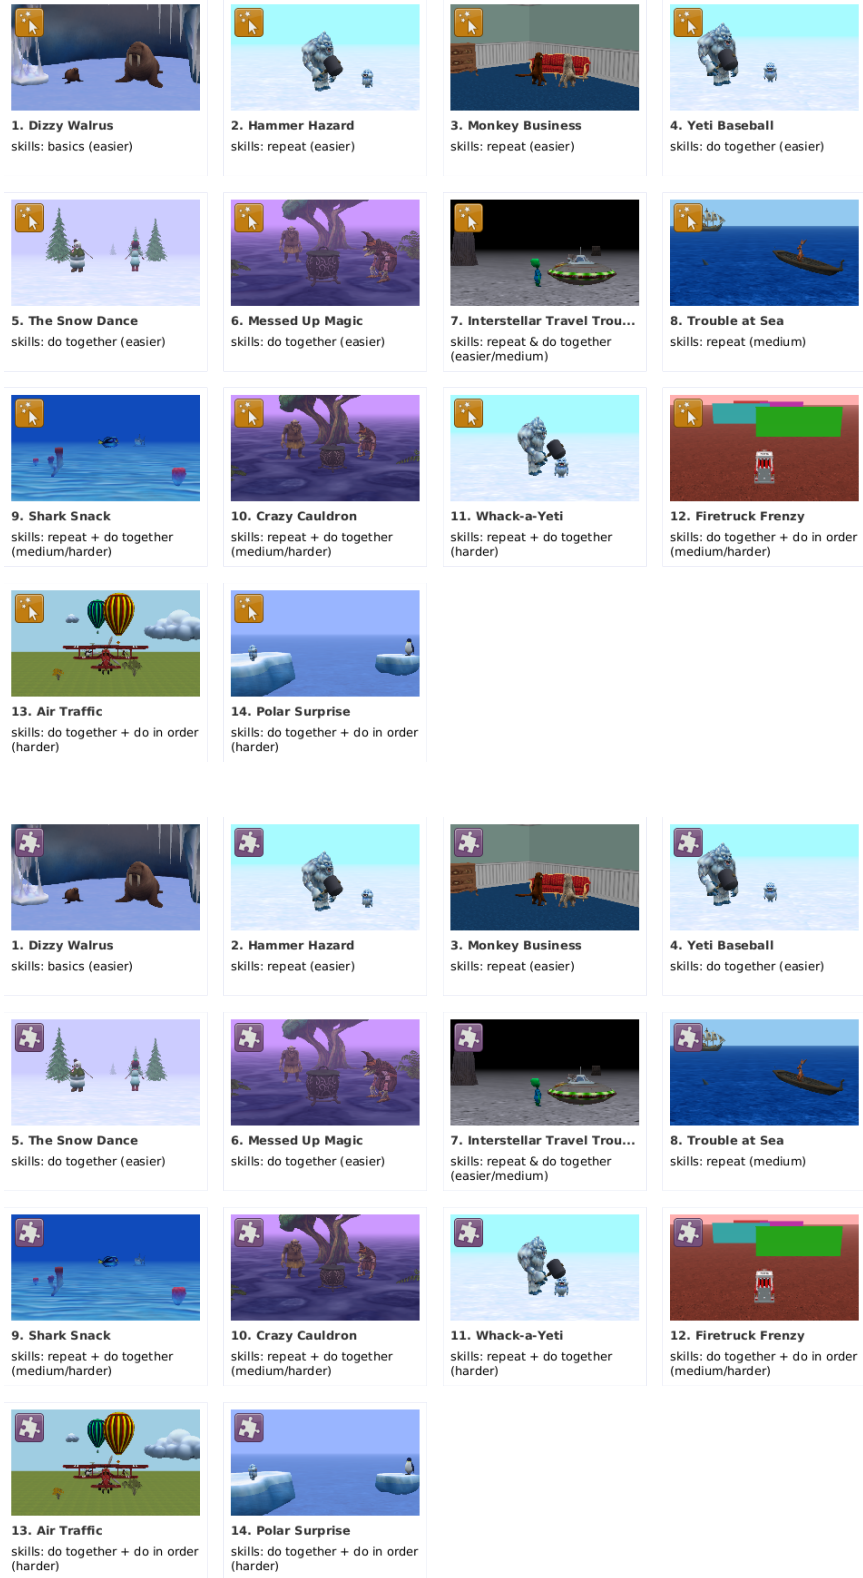 1. Dizzy Walrus
skills: basics (easier)
2. Hammer Hazard
skills: repeat (easier)
3. Monkey Business
skills: repeat (easier)
4. Yeti Baseball
skills: do together (easier)
5. The Snow Dance
skills: do together (easier)
6. Messed Up Magic
skills: do together (easier)
7. Interstellar Travel Trou...
skills: repeat & do together
(easier/medium)
8. Trouble at Sea
skills: repeat (medium)
9. Shark Snack
skills: repeat + do together
(medium/harder)
10. Crazy Cauldron
skills: repeat + do together
(medium/harder)
11. Whack-a-Yeti
skills: repeat + do together
(harder)
12. Firetruck Frenzy
skills: do together + do in order
(medium/harder)
13. Air Traffic
skills: do together + do in order
(harder)
14. Polar Surprise
skills: do together + do in order
(harder)
1. Dizzy Walrus
skills: basics (easier)
2. Hammer Hazard
skills: repeat (easier)
3. Monkey Business
skills: repeat (easier)
4. Yeti Baseball
skills: do together (easier)
5. The Snow Dance
skills: do together (easier)
6. Messed Up Magic
skills: do together (easier)
7. Interstellar Travel Trou...
skills: repeat & do together
(easier/medium)
8. Trouble at Sea
skills: repeat (medium)
9. Shark Snack
skills: repeat + do together
(medium/harder)
10. Crazy Cauldron
skills: repeat + do together
(medium/harder)
11. Whack-a-Yeti
skills: repeat + do together
(harder)
12. Firetruck Frenzy
skills: do together + do in order
(medium/harder)
13. Air Traffic
skills: do together + do in order
(harder)
14. Polar Surprise
skills: do together + do in order
(harder)